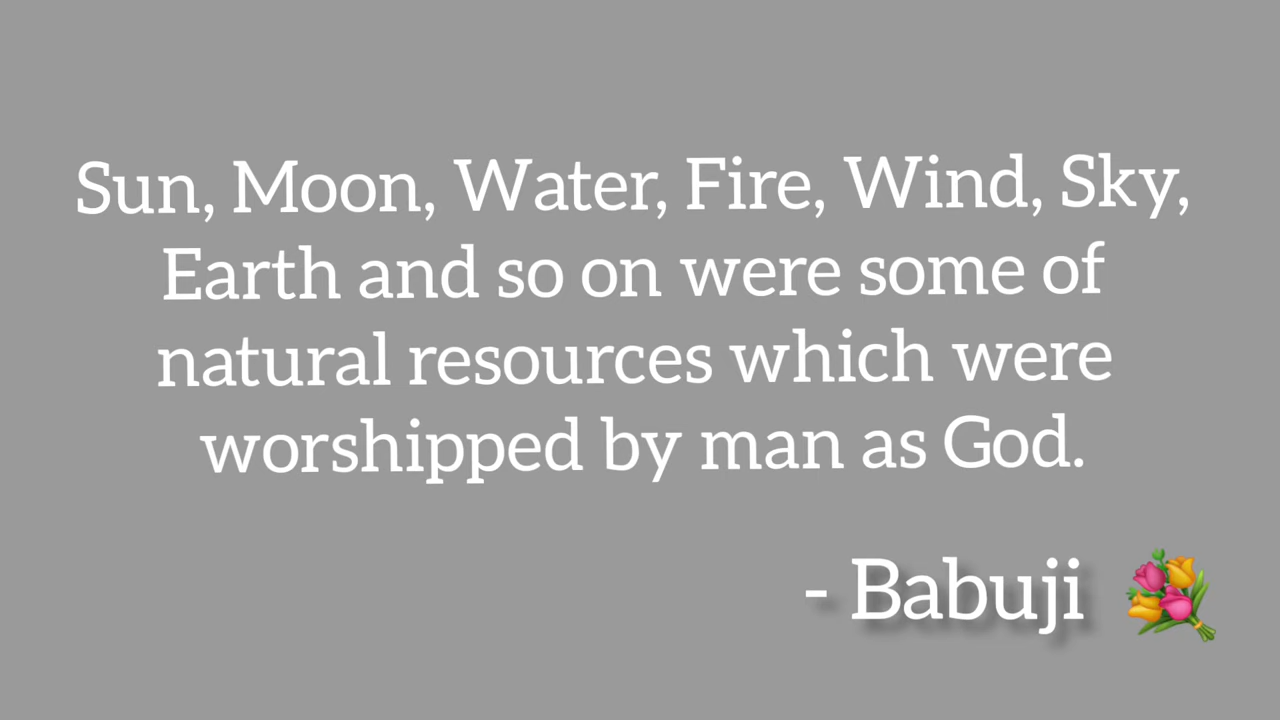 Sun, Moon, Water, Fire, Wind, Sky,
Earth and so on were some of
natural resources which were
worshipped by man as God.
- Babuji 💐